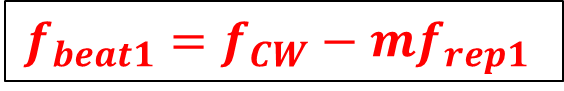 f_beat1 = f_CW − mf_rep1